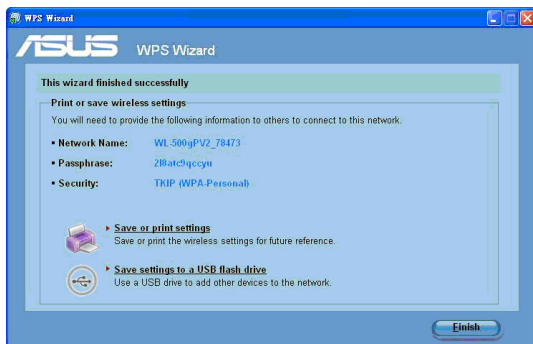 WPS Wizard
ASUS WPS Wizard
This wizard finished successfully
Print or save wireless settings
You will need to provide the following information to others to connect to this network.
▪ Network Name: WL-500gPV2_78473
▪ Passphrase: 2l8atc9qccyu
▪ Security: TKIP (WPA-Personal)
Save or print settings
Save or print the wireless settings for future reference.
Save settings to a USB flash drive
Use a USB drive to add other devices to the network.
Finish